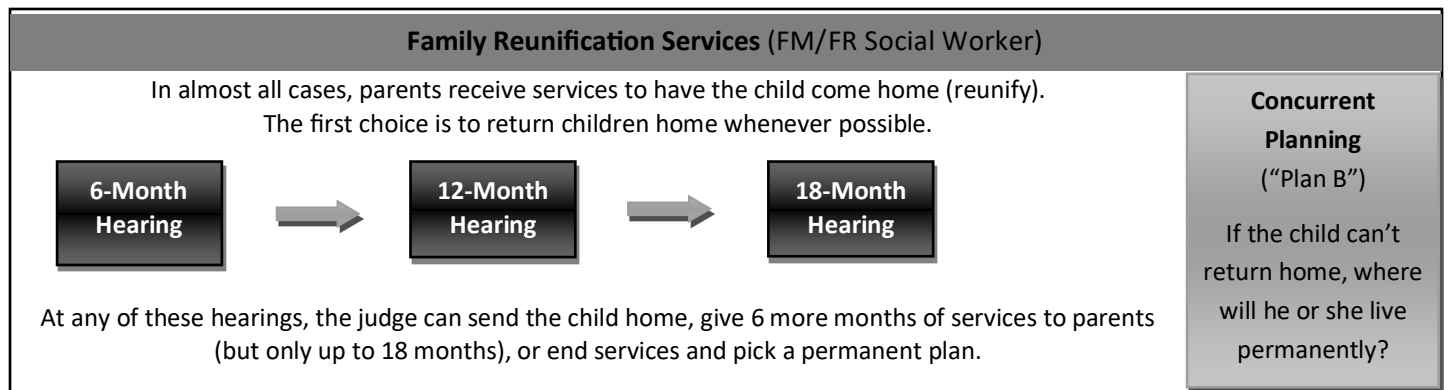 Family Reunification Services (FM/FR Social Worker)
In almost all cases, parents receive services to have the child come home (reunify).
The first choice is to return children home whenever possible.
6-Month
Hearing
12-Month
Hearing
18-Month
Hearing
At any of these hearings, the judge can send the child home, give 6 more months of services to parents
(but only up to 18 months), or end services and pick a permanent plan.
Concurrent
Planning
(“Plan B”)
If the child can’t
return home, where
will he or she live
permanently?